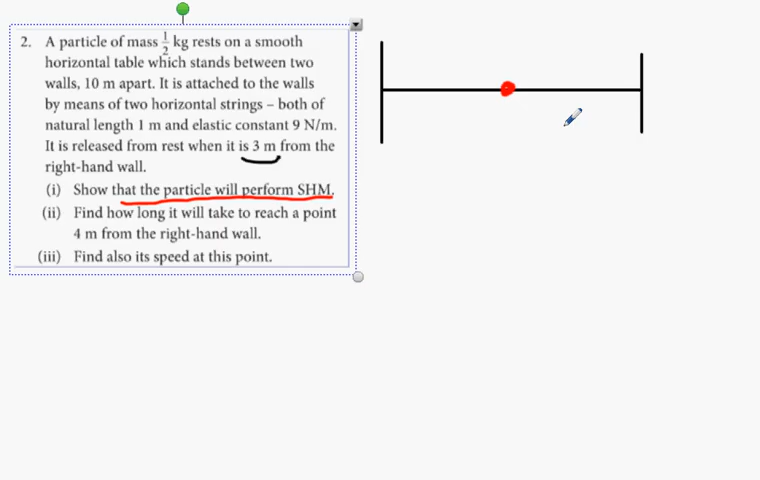 2. A particle of mass 1/2 kg rests on a smooth
horizontal table which stands between two
walls, 10 m apart. It is attached to the walls
by means of two horizontal strings – both of
natural length 1 m and elastic constant 9 N/m.
It is released from rest when it is 3 m from the
right-hand wall.
(i) Show that the particle will perform SHM.
(ii) Find how long it will take to reach a point
4 m from the right-hand wall.
(iii) Find also its speed at this point.